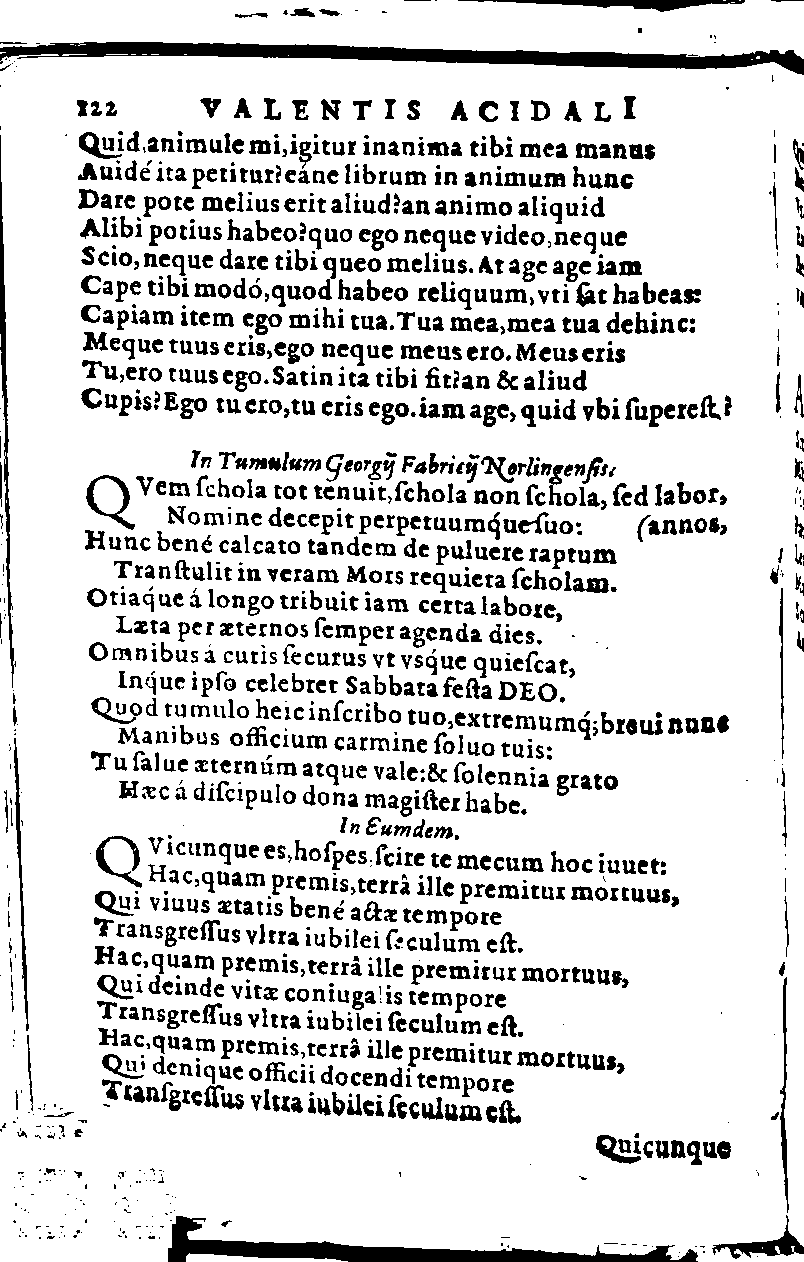 122 VALENTIS ACIDALI
Quid,animule mi,igitur inanima tibi mea manus
Auidé ita petitur?eáne librum in animum hunc
Dare pote melius erit aliud?an animo aliquid
Alibi potius habeo?quo ego neque video,neque
Scio,neque dare tibi queo melius. At age age iam
Cape tibi modó,quod habeo reliquum,vti ſat habeas:
Capiam item ego mihi tua.Tua mea,mea tua dehinc:
Meque tuus eris,ego neque meus ero.Meus eris
Tu,ero tuus ego.Satin ita tibi fit?an & aliud
Cupis?Ego tu ero,tu eris ego.iam age, quid vbi ſupereſt?
In Tumulum Georgij Fabricij Norlingenſis.
QVem ſchola tot tenuit,ſchola non ſchola, ſed labor,
Nomine decepit perpetuumq́ue ſuo: (annos,
Hunc bené calcato tandem de puluere raptum
Tranſtulit in veram Mors requieta ſcholam.
Otiaq́ue á longo tribuit iam certa labore,
Læta per æternos ſemper agenda dies.
Omnibus á curis ſecurus vt vsq́ue quieſcat,
Inq́ue ipſo celebret Sabbata feſta DEO.
Quod tumulo heic inſcribo tuo,extremumq́;breui nunc
Manibus officium carmine ſoluo tuis:
Tu ſalue æternúm atque vale:& ſolennia grato
Hæc á diſcipulo dona magiſter habe.
In Eumdem.
QVicunque es,hoſpes,ſcire te mecum hoc iuuet:
Hac,quam premis,terrâ ille premitur mortuus,
Qui viuus ætatis bené actæ tempore
Transgreſſus vltra iubilei ſeculum eſt.
Hac,quam premis,terrâ ille premitur mortuus,
Qui deinde vitæ coniugalis tempore
Transgreſſus vltra iubilei ſeculum eſt.
Hac,quam premis,terrâ ille premitur mortuus,
Qui denique officii docendi tempore
Tranſgreſſus vltra iubilei ſeculum eſt.
Quicunque